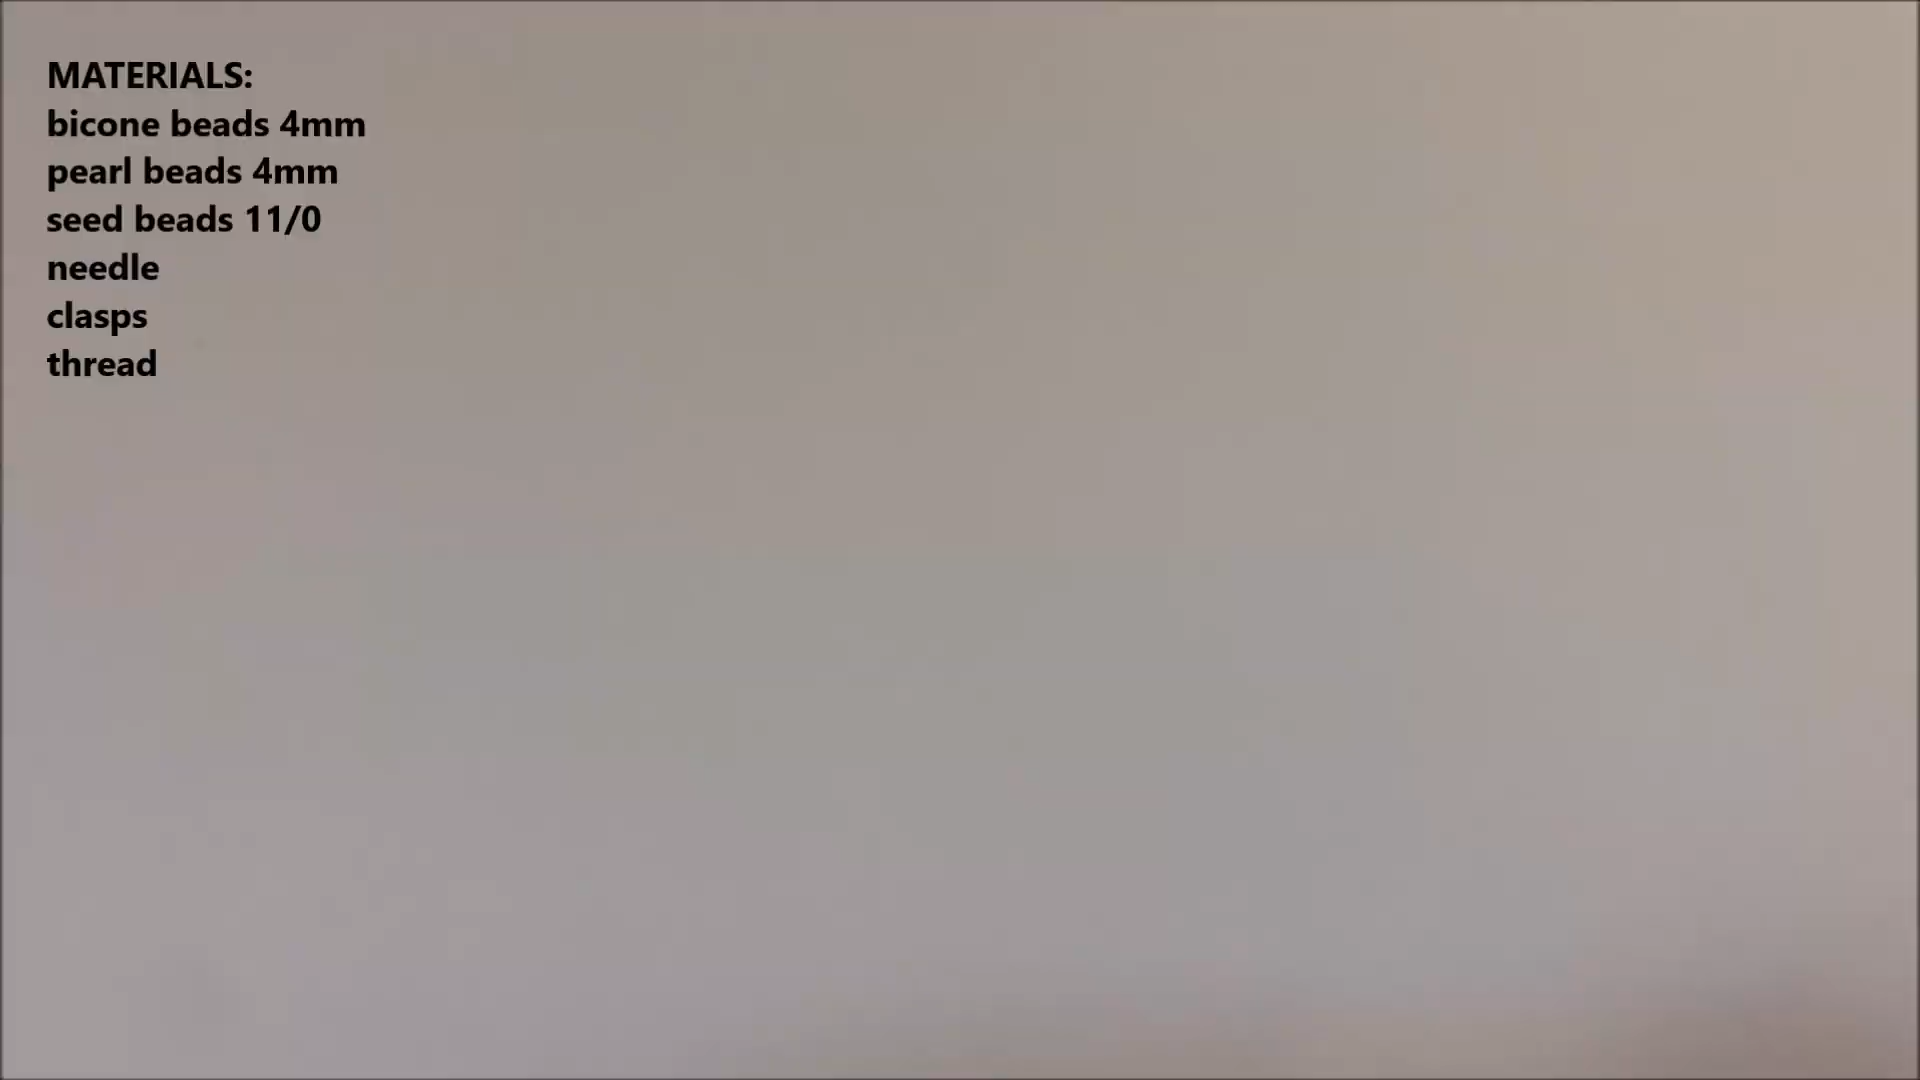 MATERIALS:
bicone beads 4mm
pearl beads 4mm
seed beads 11/0
needle
clasps
thread